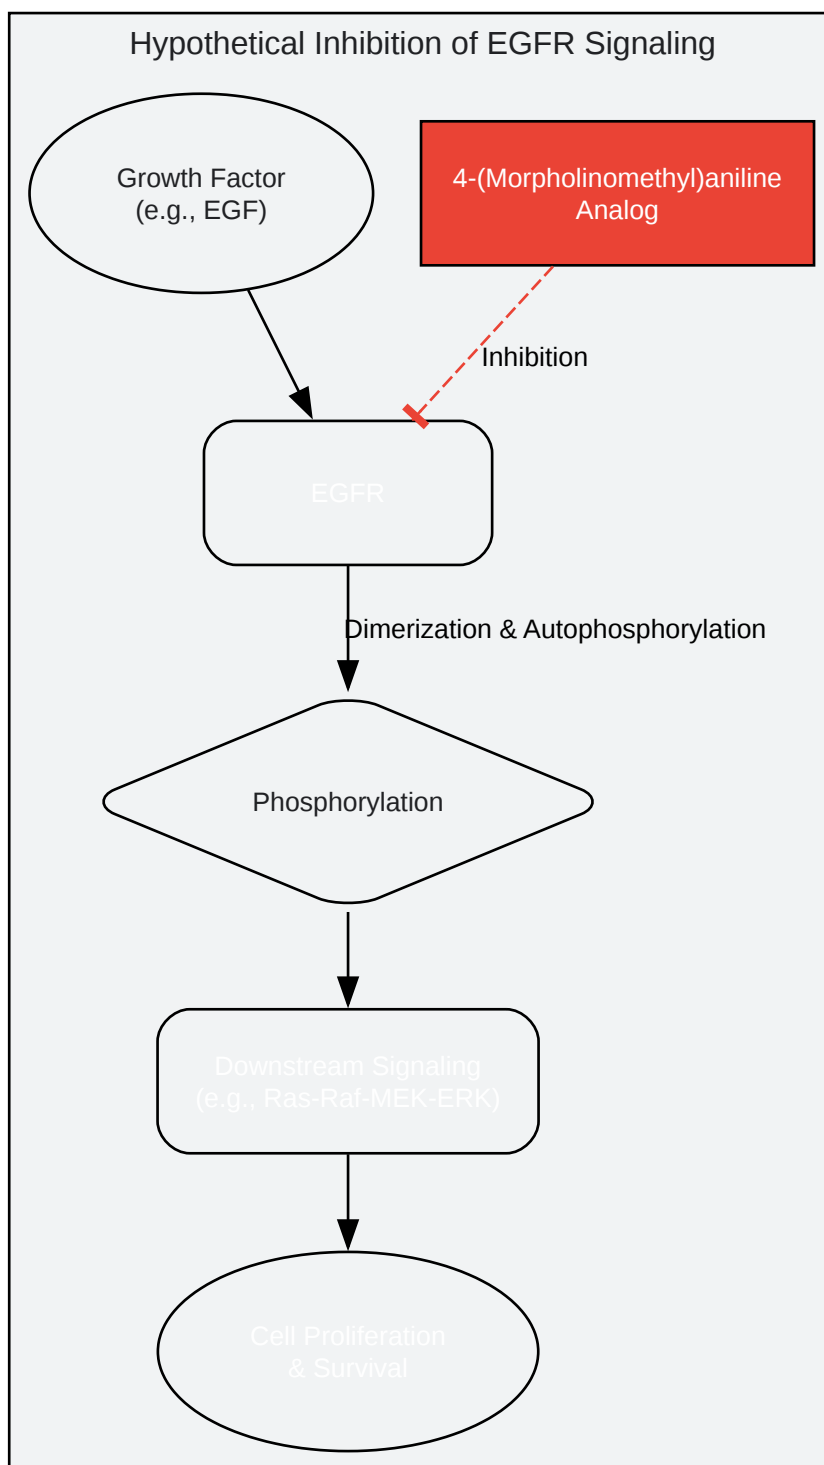 Hypothetical Inhibition of EGFR Signaling
Growth Factor
(e.g., EGF)
4-(Morpholinomethyl)aniline
Analog
Inhibition
EGFR
Dimerization & Autophosphorylation
Phosphorylation
Downstream Signaling
(e.g., Ras-Raf-MEK-ERK)
Cell Proliferation
& Survival